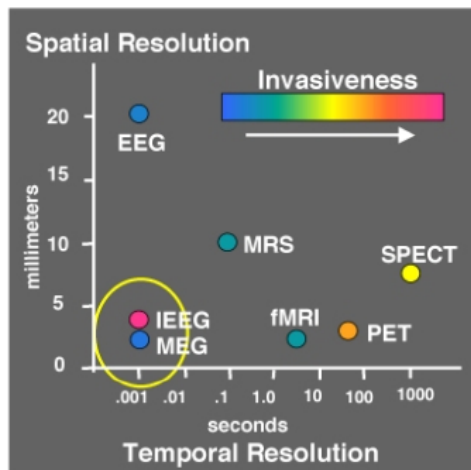 Spatial Resolution
Invasiveness
millimeters
20
15
10
5
0
EEG
MRS
SPECT
IEEG
fMRI
PET
MEG
.001 .01 .1 1.0 10 100 1000
seconds
Temporal Resolution